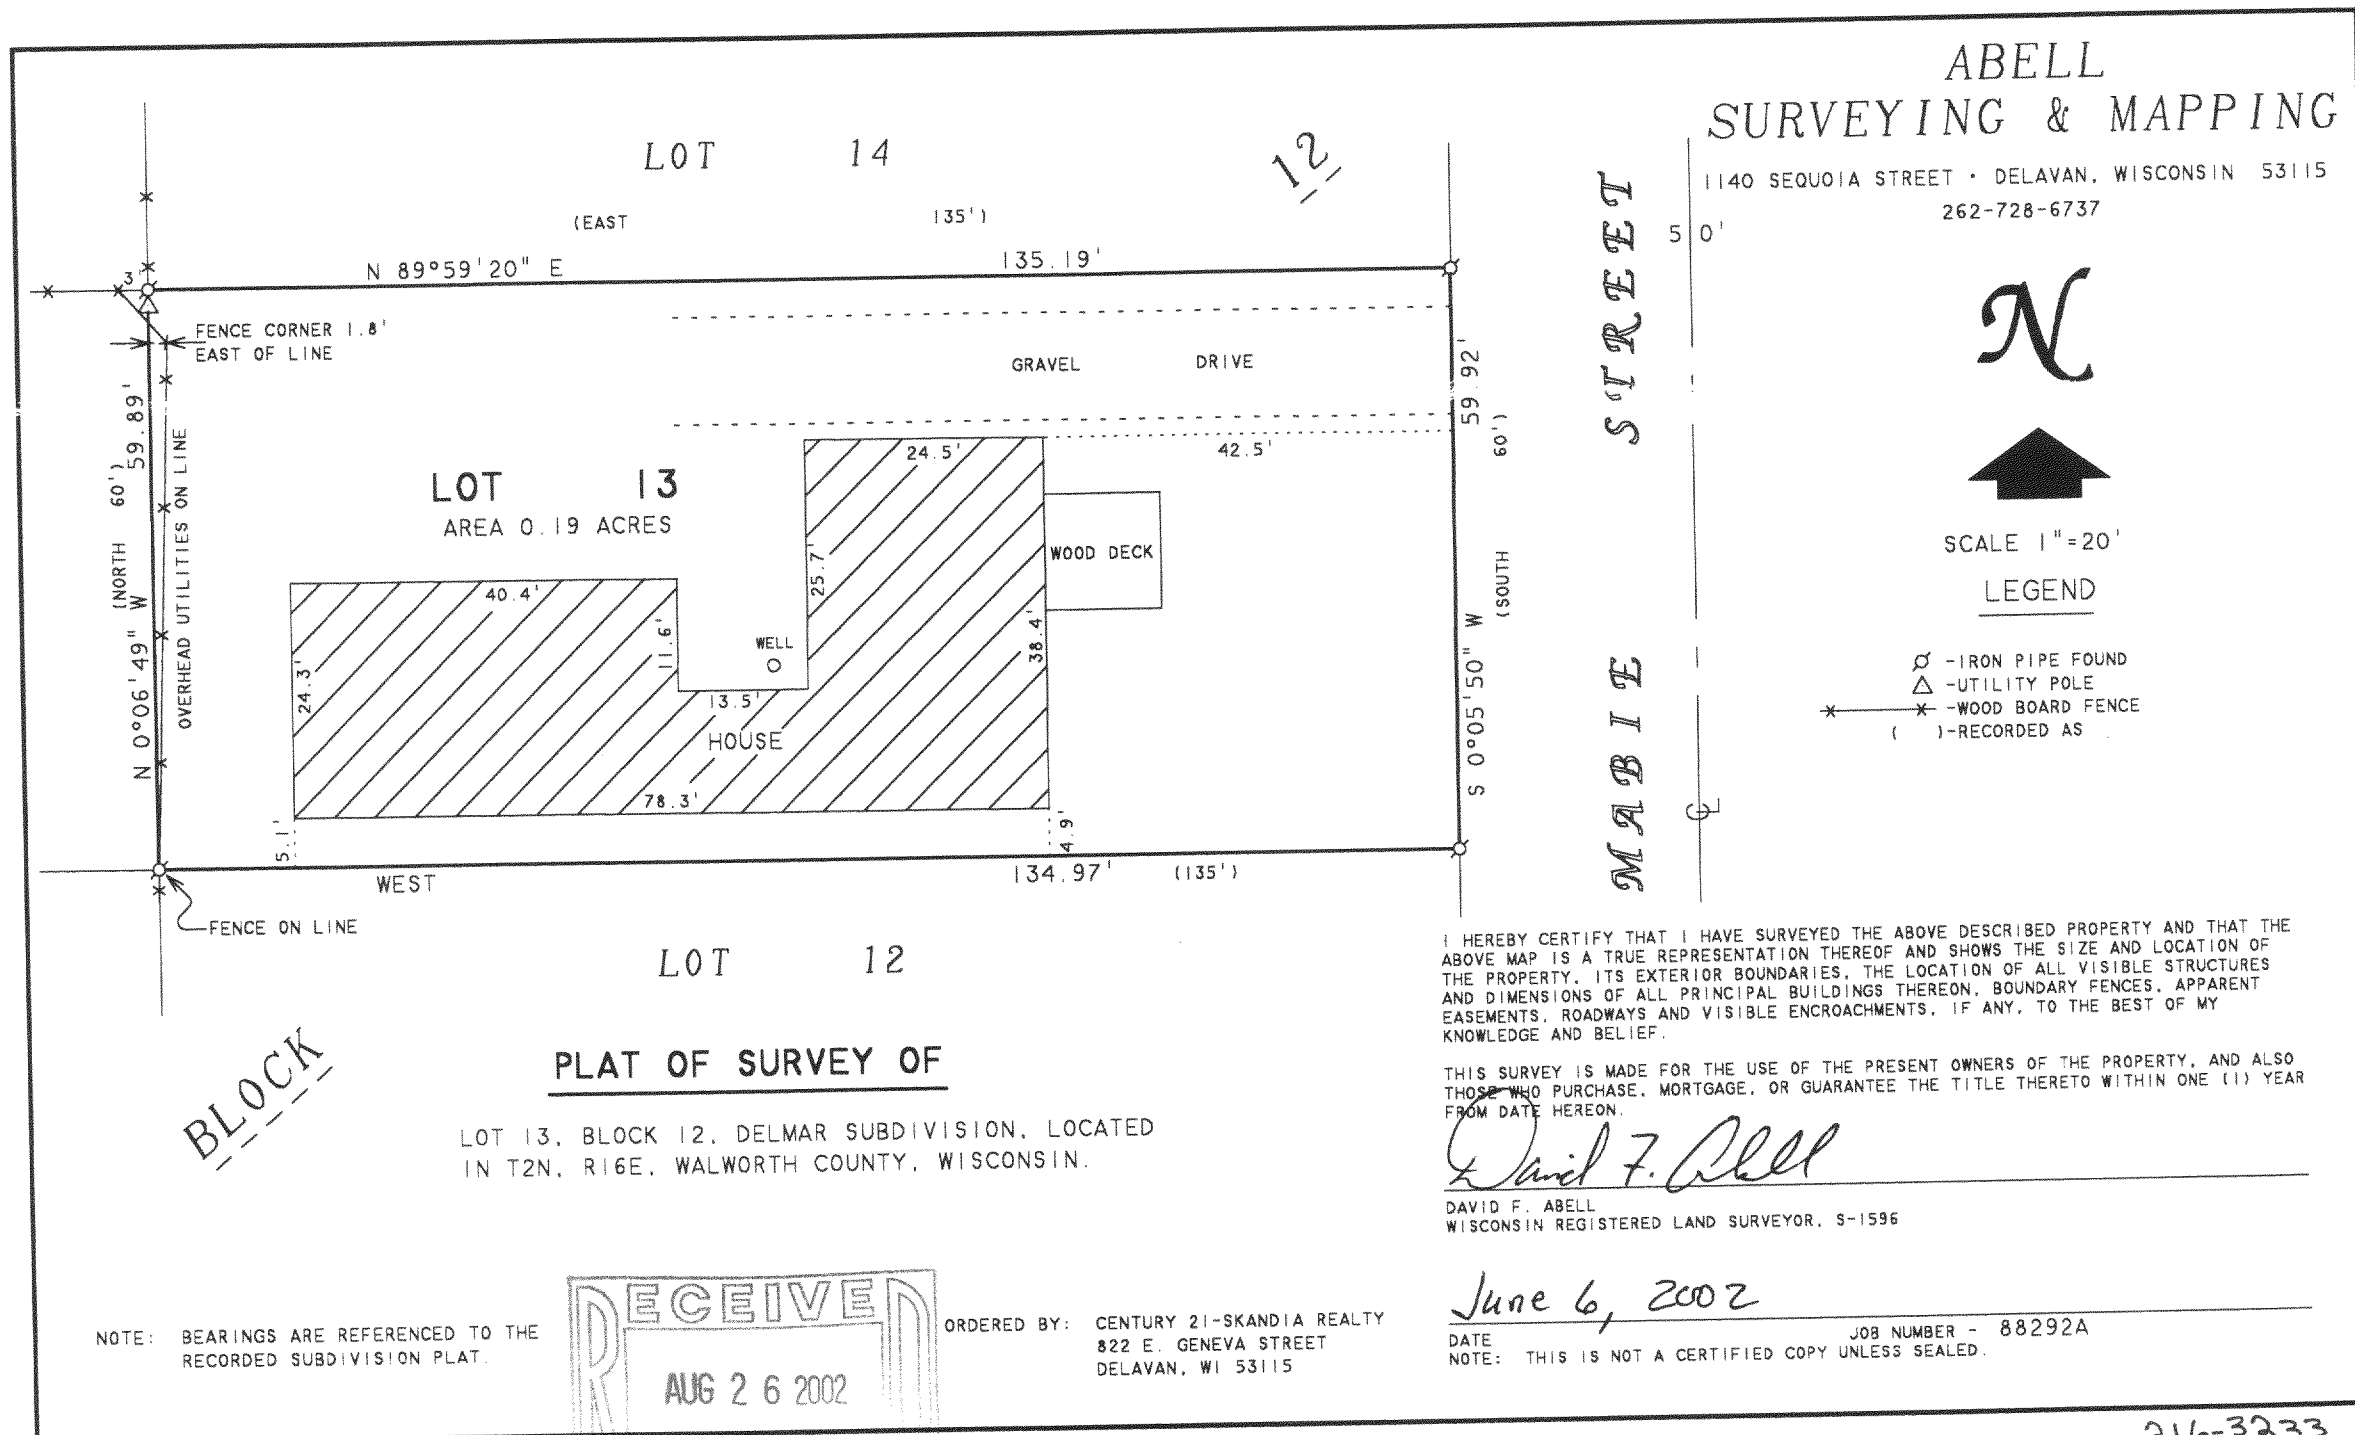 ABELL
SURVEYING & MAPPING
1140 SEQUOIA STREET • DELAVAN, WISCONSIN 53115
262-728-6737
LOT 14
12
(EAST 135')
N 89°59'20" E 135.19'
3'
FENCE CORNER 1.8'
EAST OF LINE
GRAVEL DRIVE
59.92'
(SOUTH 60')
S 0°05'50" W
MABIE STREET
50'
N
SCALE 1"=20'
LEGEND
-IRON PIPE FOUND
-UTILITY POLE
-WOOD BOARD FENCE
( )-RECORDED AS
CL
(NORTH 60')
N 0°06'49" W 59.89'
OVERHEAD UTILITIES ON LINE
LOT 13
AREA 0.19 ACRES
24.5'
42.5'
25.7'
WOOD DECK
40.4'
11.6'
WELL
38.4'
24.3'
13.5'
HOUSE
78.3'
5.1'
4.9'
WEST 134.97' (135')
FENCE ON LINE
LOT 12
BLOCK
PLAT OF SURVEY OF
LOT 13, BLOCK 12, DELMAR SUBDIVISION, LOCATED
IN T2N, R16E, WALWORTH COUNTY, WISCONSIN.
I HEREBY CERTIFY THAT I HAVE SURVEYED THE ABOVE DESCRIBED PROPERTY AND THAT THE
ABOVE MAP IS A TRUE REPRESENTATION THEREOF AND SHOWS THE SIZE AND LOCATION OF
THE PROPERTY, ITS EXTERIOR BOUNDARIES, THE LOCATION OF ALL VISIBLE STRUCTURES
AND DIMENSIONS OF ALL PRINCIPAL BUILDINGS THEREON, BOUNDARY FENCES, APPARENT
EASEMENTS, ROADWAYS AND VISIBLE ENCROACHMENTS, IF ANY, TO THE BEST OF MY
KNOWLEDGE AND BELIEF.
THIS SURVEY IS MADE FOR THE USE OF THE PRESENT OWNERS OF THE PROPERTY, AND ALSO
THOSE WHO PURCHASE, MORTGAGE, OR GUARANTEE THE TITLE THERETO WITHIN ONE (1) YEAR
FROM DATE HEREON.
David F. Abell
DAVID F. ABELL
WISCONSIN REGISTERED LAND SURVEYOR, S-1596
June 6, 2002
DATE
JOB NUMBER - 88292A
NOTE: THIS IS NOT A CERTIFIED COPY UNLESS SEALED.
NOTE: BEARINGS ARE REFERENCED TO THE
RECORDED SUBDIVISION PLAT.
RECEIVED
AUG 26 2002
ORDERED BY: CENTURY 21-SKANDIA REALTY
822 E. GENEVA STREET
DELAVAN, WI 53115
216-3233